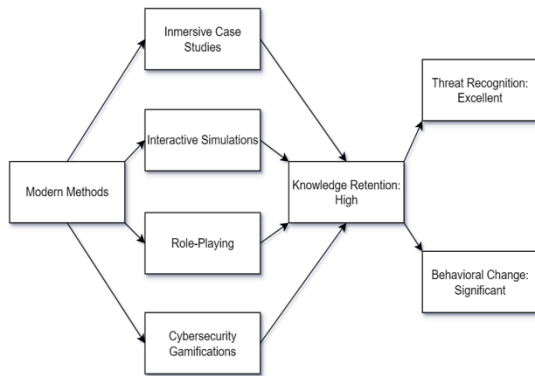 Inmersive Case
Studies
Threat Recognition:
Excellent
Interactive Simulations
Modern Methods
Knowledge Retention:
High
Role-Playing
Behavioral Change:
Significant
Cybersecurity
Gamifications